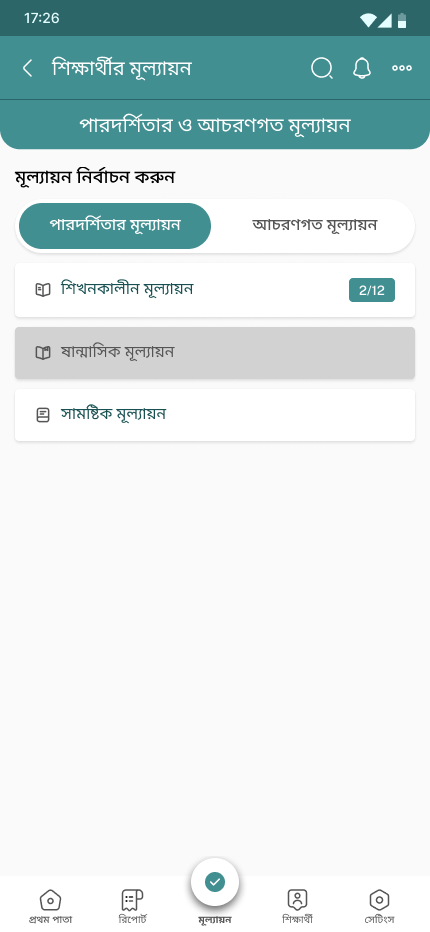 17:26
শিক্ষার্থীর মূল্যায়ন
পারদর্শিতার ও আচরণগত মূল্যায়ন
মূল্যায়ন নির্বাচন করুন
পারদর্শিতার মূল্যায়ন আচরণগত মূল্যায়ন
শিখনকালীন মূল্যায়ন 2/12
ষান্মাসিক মূল্যায়ন
সামষ্টিক মূল্যায়ন
প্রথম পাতা রিপোর্ট মূল্যায়ন শিক্ষার্থী সেটিংস